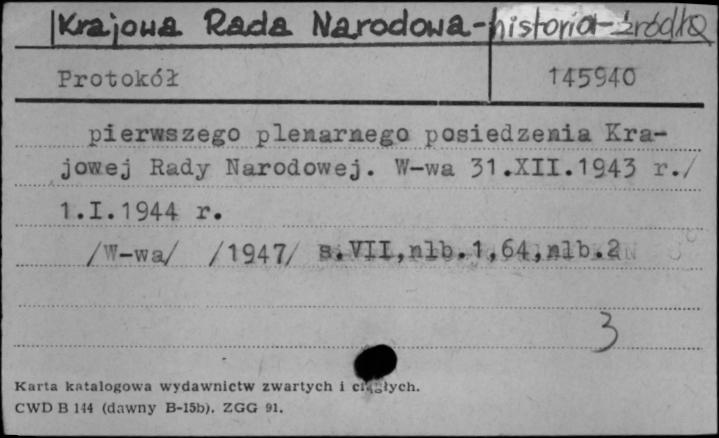 Krajowa Rada Narodowa - historia - źródła
Protokół 145940
pierwszego plenarnego posiedzenia Kra-
jowej Rady Narodowej. W-wa 31.XII.1943 r./
1.I.1944 r.
/W-wa/ /1947/ s.VII,nlb.1,64,nlb.2
3
Karta katalogowa wydawnictw zwartych i ciągłych.
CWD B 144 (dawny B-15b). ZGG 91.